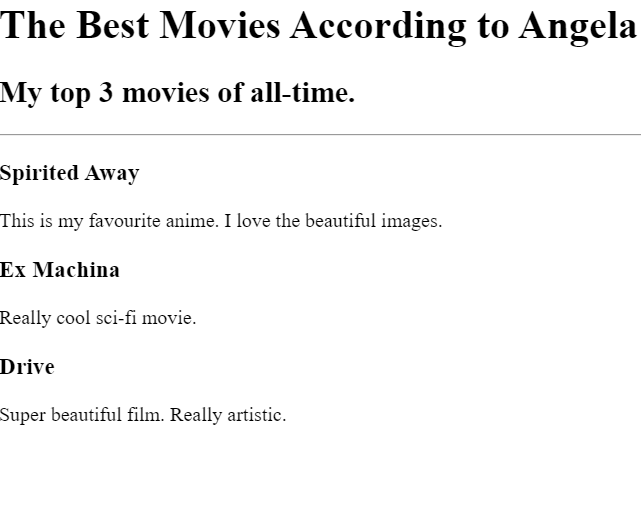 The Best Movies According to Angela
My top 3 movies of all-time.
Spirited Away
This is my favourite anime. I love the beautiful images.
Ex Machina
Really cool sci-fi movie.
Drive
Super beautiful film. Really artistic.